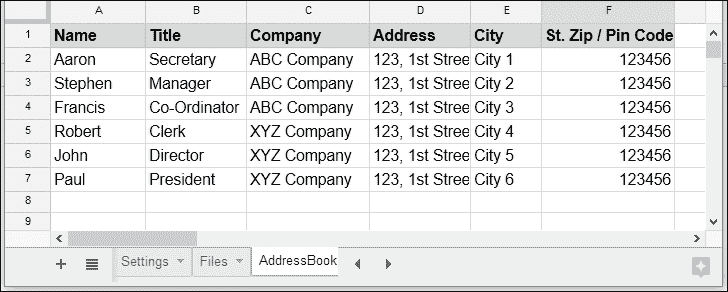 A B C D E F
1 Name Title Company Address City St. Zip / Pin Code
2 Aaron Secretary ABC Company 123, 1st Stree City 1 123456
3 Stephen Manager ABC Company 123, 1st Stree City 2 123456
4 Francis Co-Ordinator ABC Company 123, 1st Stree City 3 123456
5 Robert Clerk XYZ Company 123, 1st Stree City 4 123456
6 John Director XYZ Company 123, 1st Stree City 5 123456
7 Paul President XYZ Company 123, 1st Stree City 6 123456
8
9
Settings Files AddressBook